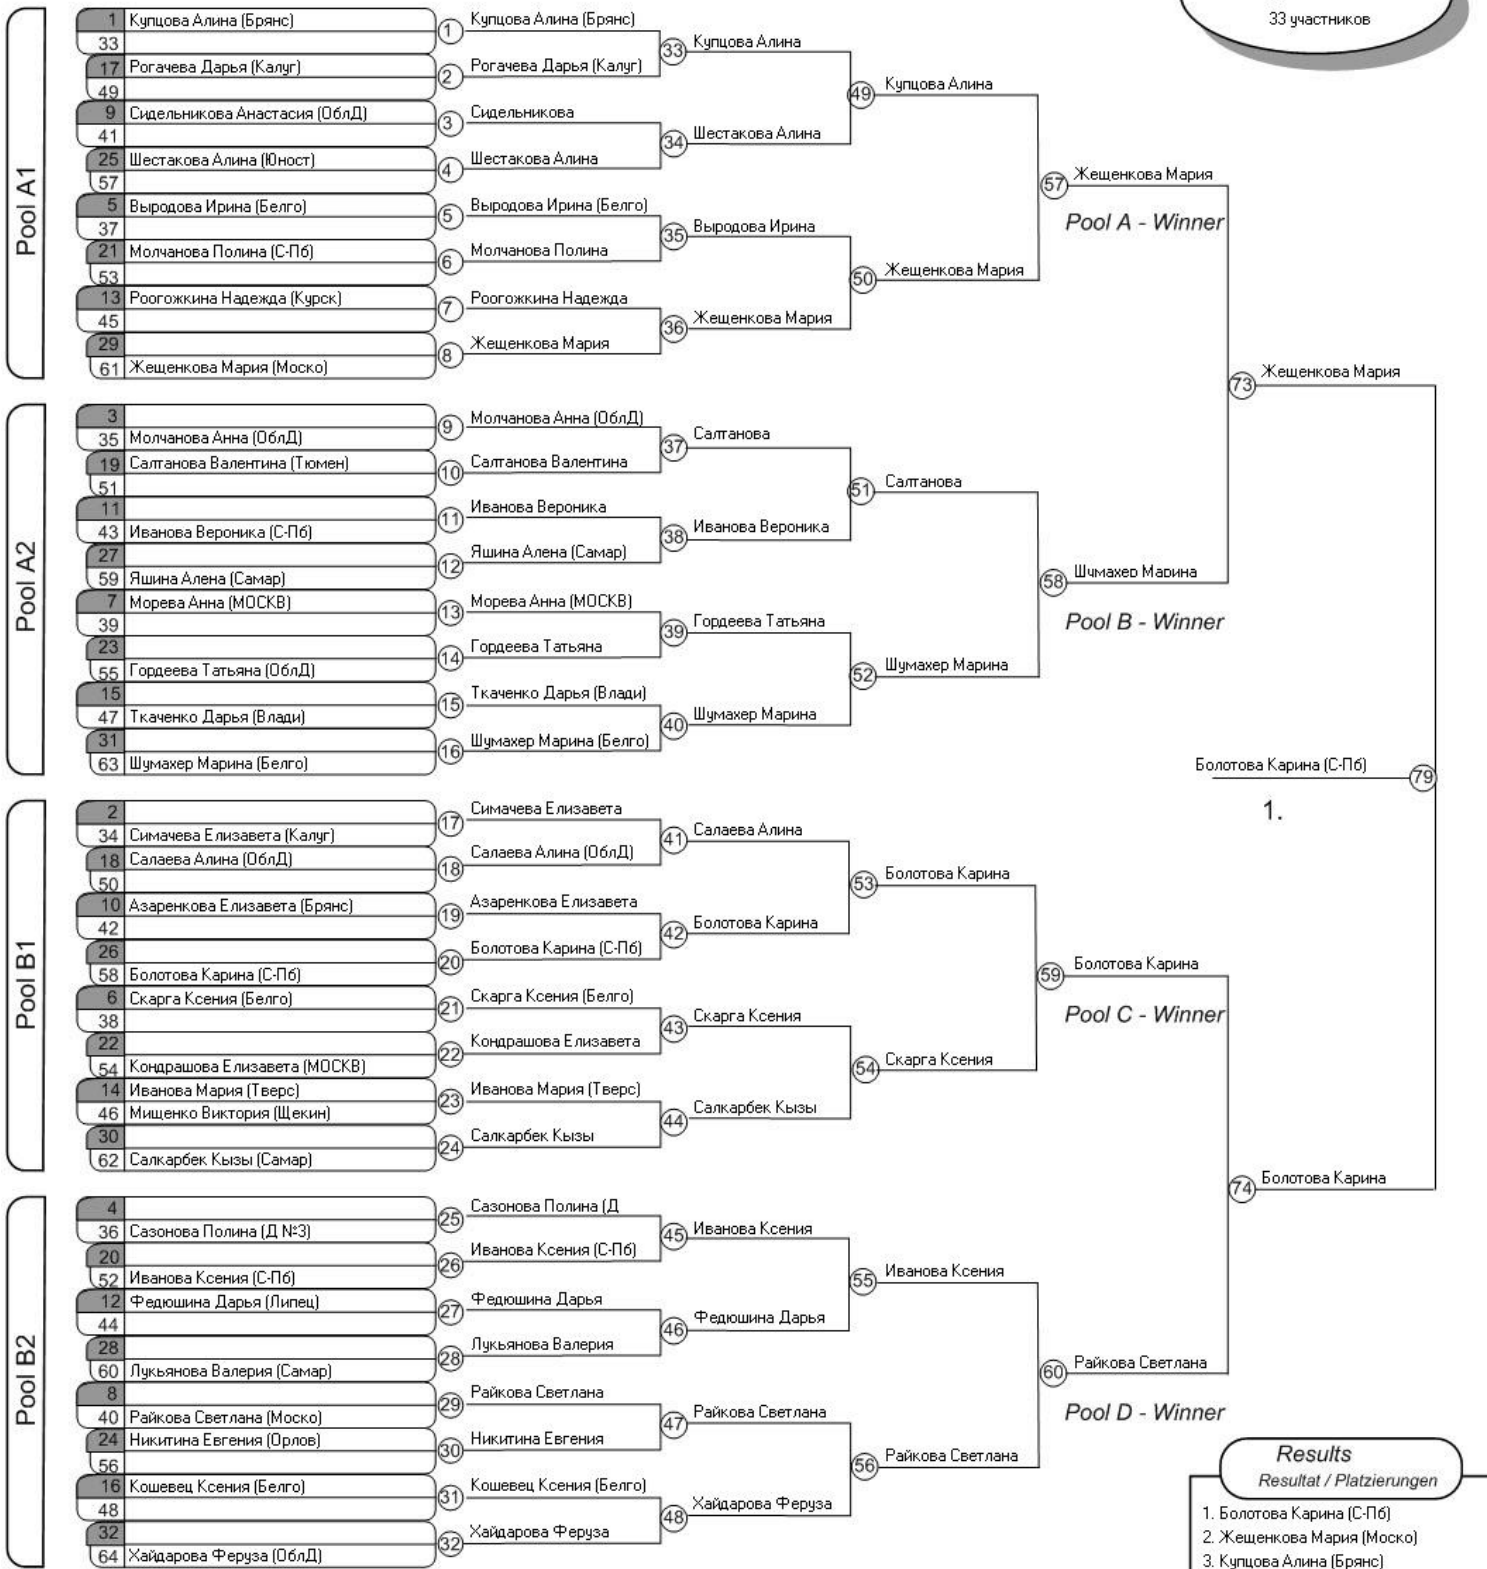 33 участников
Pool A1
1 Купцова Алина (Брянс)
33
17 Рогачева Дарья (Калуг)
49
9 Сидельникова Анастасия (ОблД)
41
25 Шестакова Алина (Юност)
57
5 Выродова Ирина (Белго)
37
21 Молчанова Полина (С-Пб)
53
13 Роогожкина Надежда (Курск)
45
29
61 Жещенкова Мария (Моско)
Pool A2
3
35 Молчанова Анна (ОблД)
19 Салтанова Валентина (Тюмен)
51
11
43 Иванова Вероника (С-Пб)
27
59 Яшина Алена (Самар)
7 Морева Анна (МОСКВ)
39
23
55 Гордеева Татьяна (ОблД)
15
47 Ткаченко Дарья (Влади)
31
63 Шумахер Марина (Белго)
Pool B1
2
34 Симачева Елизавета (Калуг)
18 Салаева Алина (ОблД)
50
10 Азаренкова Елизавета (Брянс)
42
26
58 Болотова Карина (С-Пб)
6 Скарга Ксения (Белго)
38
22
54 Кондрашова Елизавета (МОСКВ)
14 Иванова Мария (Тверс)
46 Мищенко Виктория (Щекин)
30
62 Салкарбек Кызы (Самар)
Pool B2
4
36 Сазонова Полина (Д №3)
20
52 Иванова Ксения (С-Пб)
12 Федюшина Дарья (Липец)
44
28
60 Лукьянова Валерия (Самар)
8
40 Райкова Светлана (Моско)
24 Никитина Евгения (Орлов)
56
16 Кошевец Ксения (Белго)
48
32
64 Хайдарова Феруза (ОблД)
1 Купцова Алина (Брянс)
2 Рогачева Дарья (Калуг)
3 Сидельникова
4 Шестакова Алина
5 Выродова Ирина (Белго)
6 Молчанова Полина
7 Роогожкина Надежда
8 Жещенкова Мария
9 Молчанова Анна (ОблД)
10 Салтанова Валентина
11 Иванова Вероника
12 Яшина Алена (Самар)
13 Морева Анна (МОСКВ)
14 Гордеева Татьяна
15 Ткаченко Дарья (Влади)
16 Шумахер Марина (Белго)
17 Симачева Елизавета
18 Салаева Алина (ОблД)
19 Азаренкова Елизавета
20 Болотова Карина (С-Пб)
21 Скарга Ксения (Белго)
22 Кондрашова Елизавета
23 Иванова Мария (Тверс)
24 Салкарбек Кызы
25 Сазонова Полина (Д
26 Иванова Ксения (С-Пб)
27 Федюшина Дарья
28 Лукьянова Валерия
29 Райкова Светлана
30 Никитина Евгения
31 Кошевец Ксения (Белго)
32 Хайдарова Феруза
33 Купцова Алина
34 Шестакова Алина
35 Выродова Ирина
36 Жещенкова Мария
37 Салтанова
38 Иванова Вероника
39 Гордеева Татьяна
40 Шумахер Марина
41 Салаева Алина
42 Болотова Карина
43 Скарга Ксения
44 Салкарбек Кызы
45 Иванова Ксения
46 Федюшина Дарья
47 Райкова Светлана
48 Хайдарова Феруза
49 Купцова Алина
50 Жещенкова Мария
51 Салтанова
52 Шумахер Марина
53 Болотова Карина
54 Скарга Ксения
55 Иванова Ксения
56 Райкова Светлана
57 Жещенкова Мария
Pool A - Winner
58 Шумахер Марина
Pool B - Winner
59 Болотова Карина
Pool C - Winner
60 Райкова Светлана
Pool D - Winner
73 Жещенкова Мария
74 Болотова Карина
Болотова Карина (С-Пб) 79
1.
Results
Resultat / Platzierungen
1. Болотова Карина (С-Пб)
2. Жещенкова Мария (Моско)
3. Купцова Алина (Брянс)